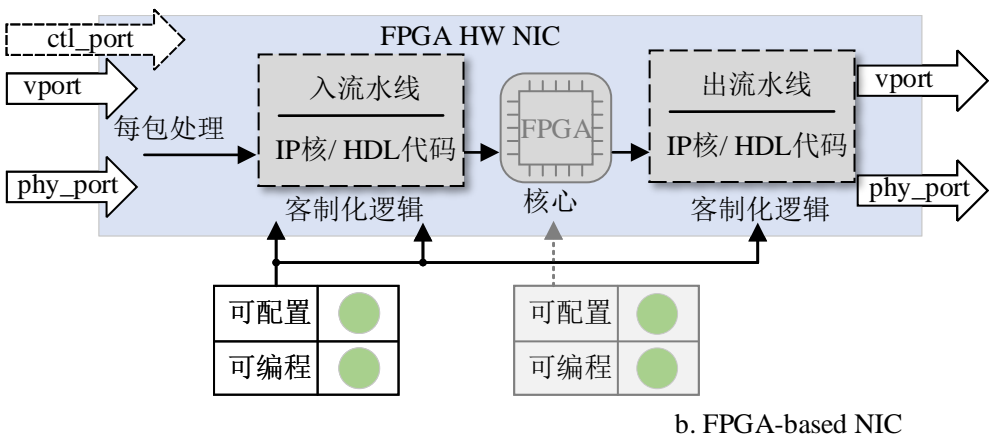 ctl_port
FPGA HW NIC
vport
入流水线
出流水线
vport
每包处理
FPGA
IP核/ HDL代码
IP核/ HDL代码
phy_port
phy_port
客制化逻辑
核心
客制化逻辑
可配置
可配置
可编程
可编程
b. FPGA-based NIC